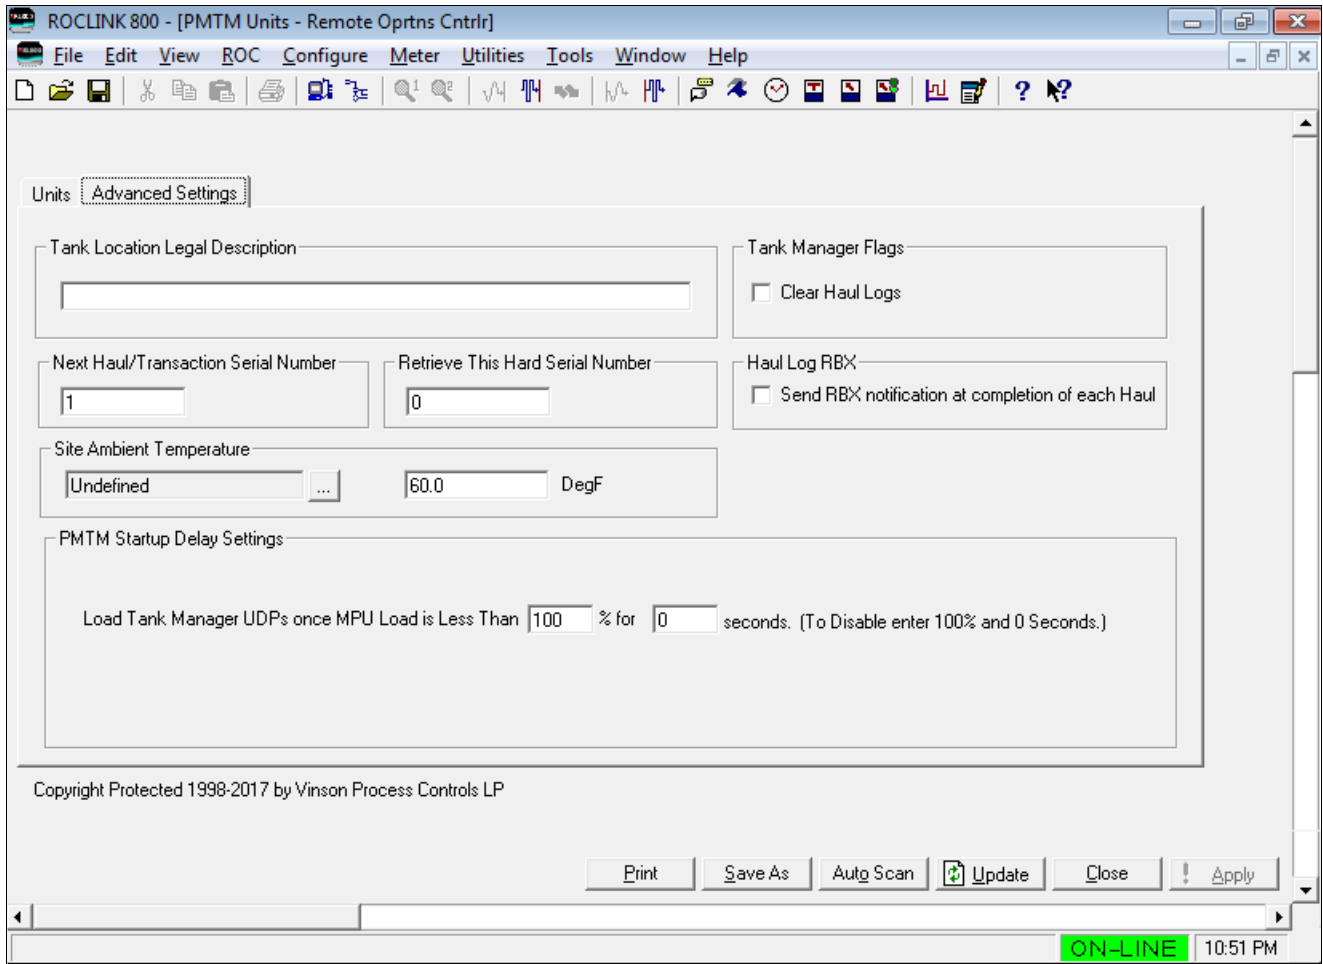 ROCLINK 800 - [PMTM Units - Remote Oprtns Cntrlr]
File Edit View ROC Configure Meter Utilities Tools Window Help
Units Advanced Settings
Tank Location Legal Description
Tank Manager Flags
Clear Haul Logs
Next Haul/Transaction Serial Number
1
Retrieve This Hard Serial Number
0
Haul Log RBX
Send RBX notification at completion of each Haul
Site Ambient Temperature
Undefined ... 60.0 DegF
PMTM Startup Delay Settings
Load Tank Manager UDPs once MPU Load is Less Than 100 % for 0 seconds. (To Disable enter 100% and 0 Seconds.)
Copyright Protected 1998-2017 by Vinson Process Controls LP
Print Save As Auto Scan Update Close ! Apply
ON-LINE 10:51 PM